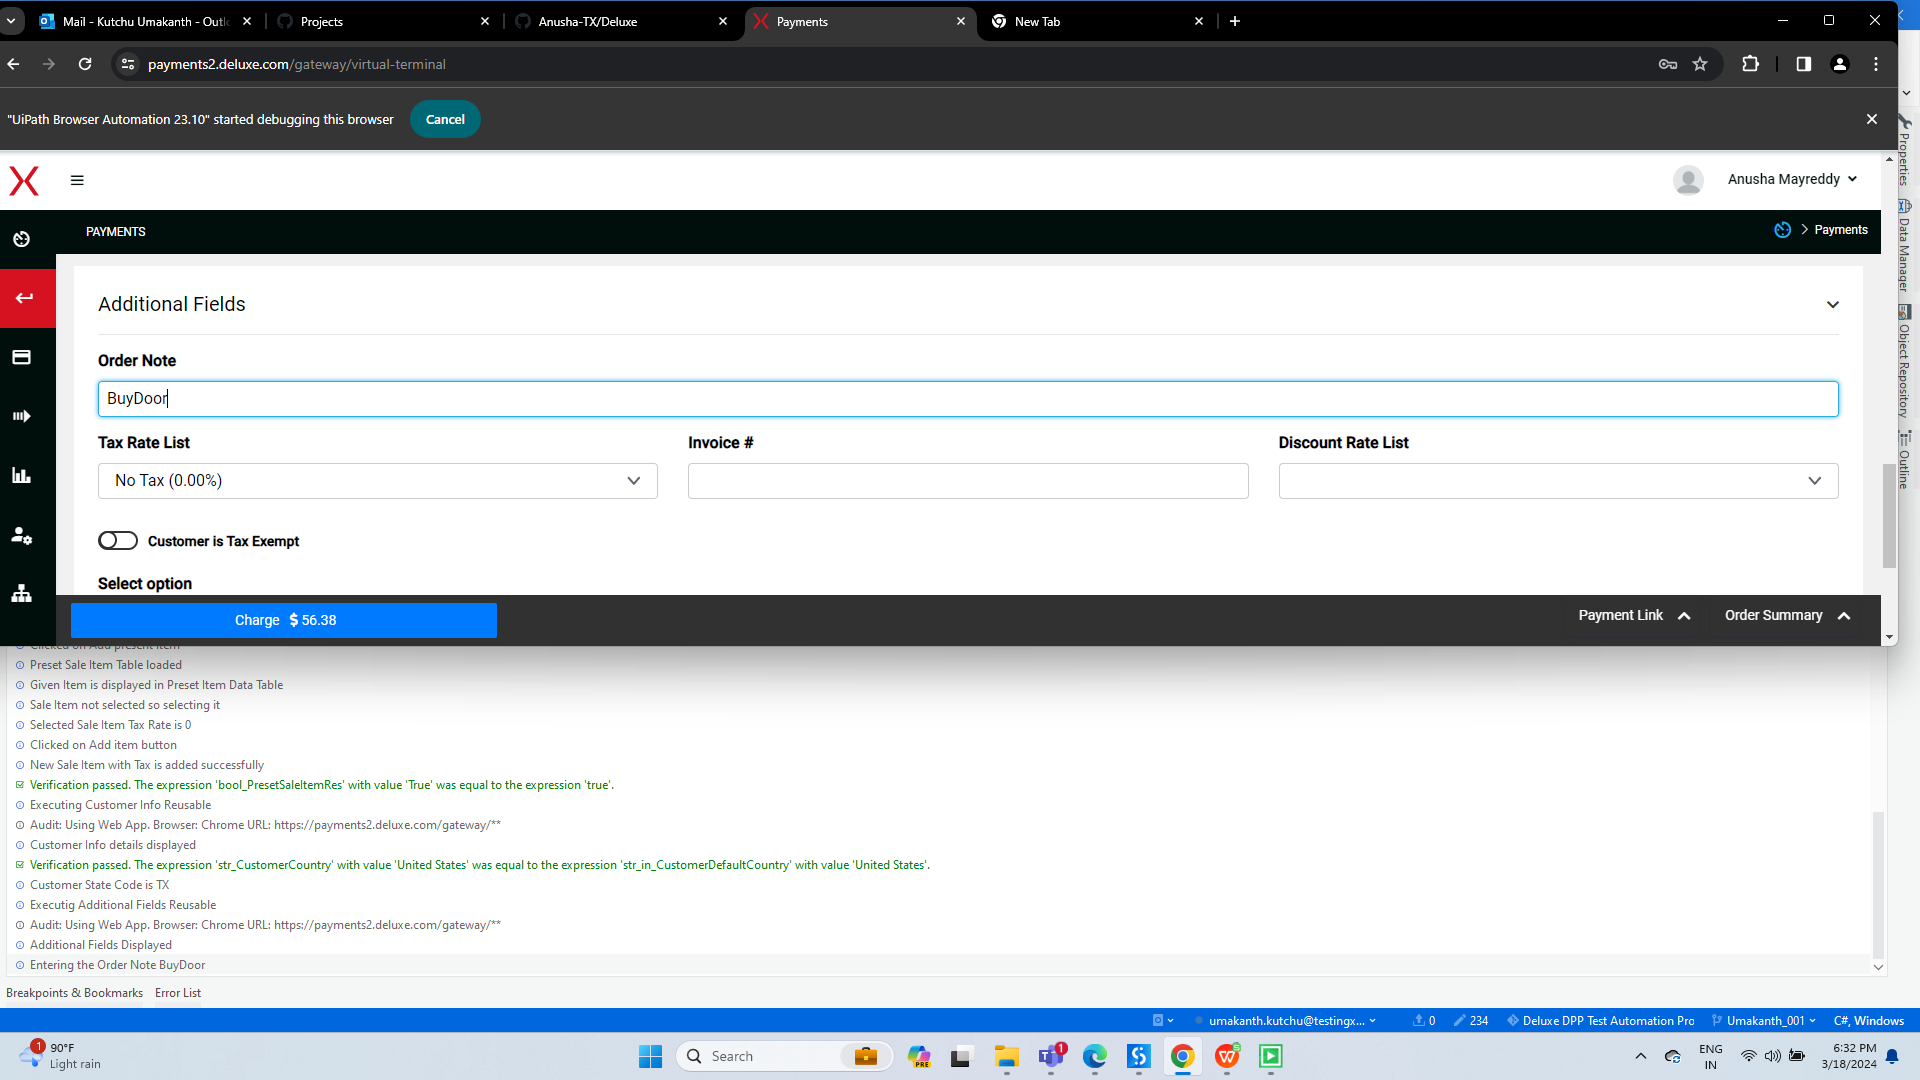 Mail - Kutchu Umakanth - Outlo
Projects
Anusha-TX/Deluxe
Payments
New Tab
payments2.deluxe.com/gateway/virtual-terminal
"UiPath Browser Automation 23.10" started debugging this browser
Cancel
Anusha Mayreddy
PAYMENTS
Payments
Additional Fields
Order Note
BuyDoor
Tax Rate List
Invoice #
Discount Rate List
No Tax (0.00%)
Customer is Tax Exempt
Select option
Charge $ 56.38
Payment Link
Order Summary
Properties
Data Manager
Object Repository
Outline
Clicked on Add present item
Preset Sale Item Table loaded
Given Item is displayed in Preset Item Data Table
Sale Item not selected so selecting it
Selected Sale Item Tax Rate is 0
Clicked on Add item button
New Sale Item with Tax is added successfully
Verification passed. The expression 'bool_PresetSaleItemRes' with value 'True' was equal to the expression 'true'.
Executing Customer Info Reusable
Audit: Using Web App. Browser: Chrome URL: https://payments2.deluxe.com/gateway/**
Customer Info details displayed
Verification passed. The expression 'str_CustomerCountry' with value 'United States' was equal to the expression 'str_in_CustomerDefaultCountry' with value 'United States'.
Customer State Code is TX
Executig Additional Fields Reusable
Audit: Using Web App. Browser: Chrome URL: https://payments2.deluxe.com/gateway/**
Additional Fields Displayed
Entering the Order Note BuyDoor
Breakpoints & Bookmarks
Error List
umakanth.kutchu@testingx...
0
234
Deluxe DPP Test Automation Pro
Umakanth_001
C#, Windows
1
90°F
Light rain
Search
PRE
1
ENG
IN
6:32 PM
3/18/2024